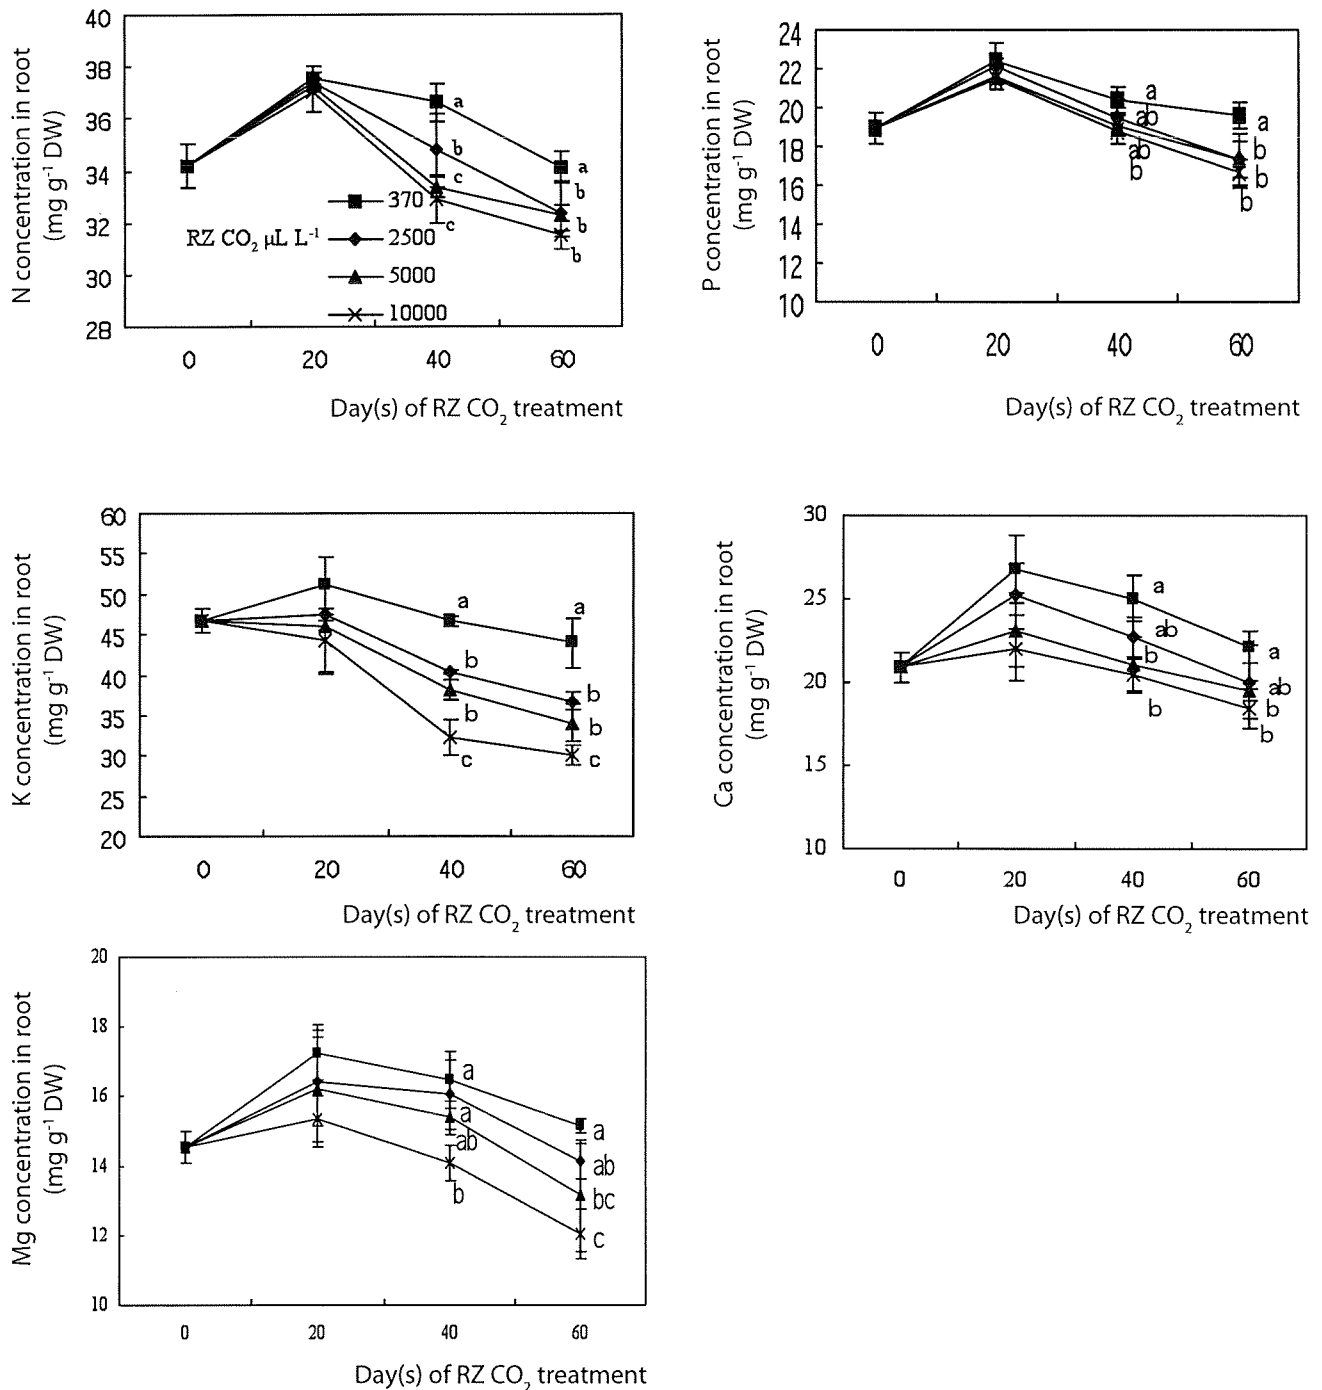 N concentration in root
(mg g⁻¹ DW)
40
38
36
34
32
30
28
a
b
c
c
a
b
b
b
RZ CO₂ µL L⁻¹
370
2500
5000
10000
0 20 40 60
Day(s) of RZ CO₂ treatment
P concentration in root
(mg g⁻¹ DW)
24
22
20
18
16
14
12
10
a
ab
ab
b
a
b
b
b
0 20 40 60
Day(s) of RZ CO₂ treatment
K concentration in root
(mg g⁻¹ DW)
60
55
50
45
40
35
30
25
20
a
b
b
c
a
b
b
c
0 20 40 60
Day(s) of RZ CO₂ treatment
Ca concentration in root
(mg g⁻¹ DW)
30
25
20
15
10
a
ab
b
b
a
ab
b
b
0 20 40 60
Day(s) of RZ CO₂ treatment
Mg concentration in root
(mg g⁻¹ DW)
20
18
16
14
12
10
a
a
ab
b
a
ab
bc
c
0 20 40 60
Day(s) of RZ CO₂ treatment